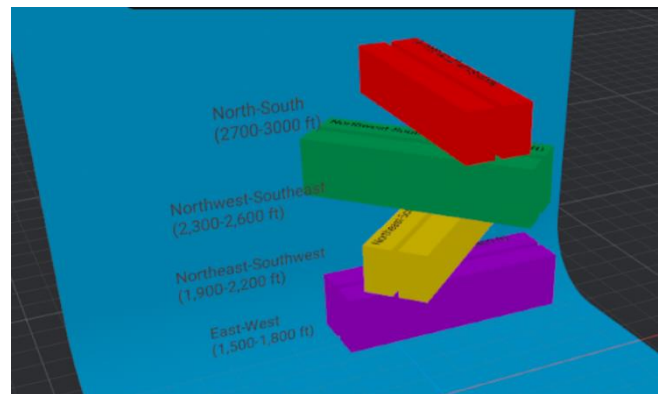 North-South
(2700-3000 ft)
Northwest-Southeast
(2,300-2,600 ft)
Northeast-Southwest
(1,900-2,200 ft)
East-West
(1,500-1,800 ft)